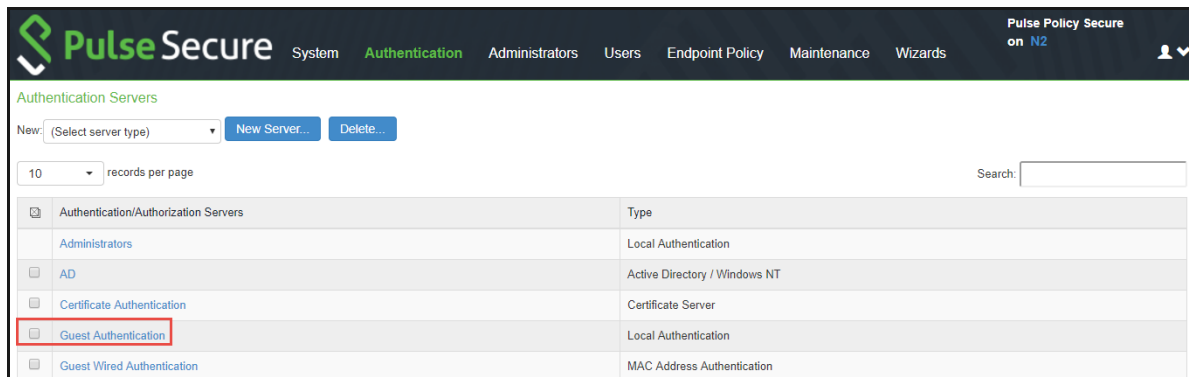 Pulse Secure System Authentication Administrators Users Endpoint Policy Maintenance Wizards
Pulse Policy Secure
on N2
Authentication Servers
New: (Select server type) New Server... Delete...
10 records per page Search:
Authentication/Authorization Servers Type
Administrators Local Authentication
AD Active Directory / Windows NT
Certificate Authentication Certificate Server
Guest Authentication Local Authentication
Guest Wired Authentication MAC Address Authentication